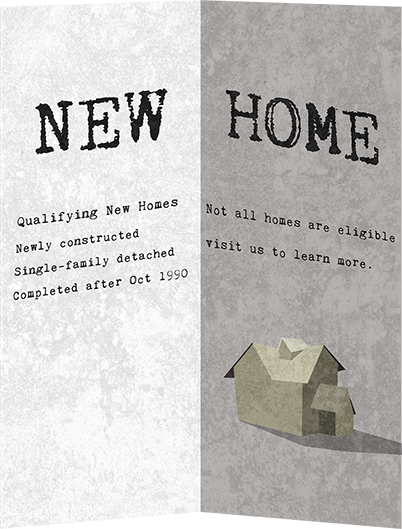 NEW HOME
Qualifying New Homes
Newly constructed
Single-family detached
Completed after Oct 1990
Not all homes are eligible
visit us to learn more.